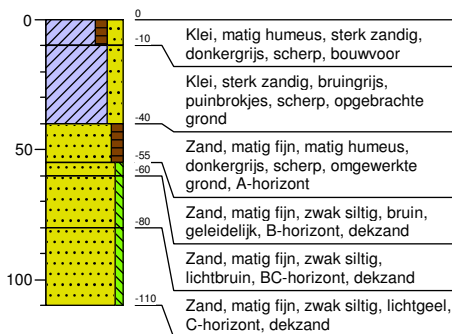 0
0
Klei, matig humeus, sterk zandig,
donkergrijs, scherp, bouwvoor
-10
Klei, sterk zandig, bruingrijs,
puinbrokjes, scherp, opgebrachte
grond
-40
Zand, matig fijn, matig humeus,
donkergrijs, scherp, omgewerkte
grond, A-horizont
50
-55
-60
Zand, matig fijn, zwak siltig, bruin,
geleidelijk, B-horizont, dekzand
-80
Zand, matig fijn, zwak siltig,
lichtbruin, BC-horizont, dekzand
100
-110
Zand, matig fijn, zwak siltig, lichtgeel,
C-horizont, dekzand